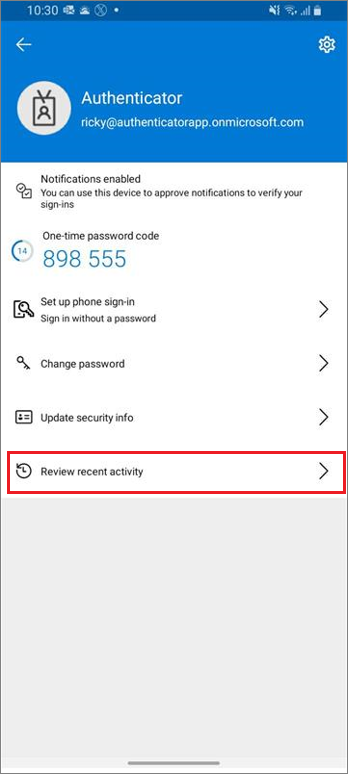 10:30
Authenticator
ricky@authenticatorapp.onmicrosoft.com
Notifications enabled
You can use this device to approve notifications to verify your
sign-ins
One-time password code
14
898 555
Set up phone sign-in
Sign in without a password
Change password
Update security info
Review recent activity